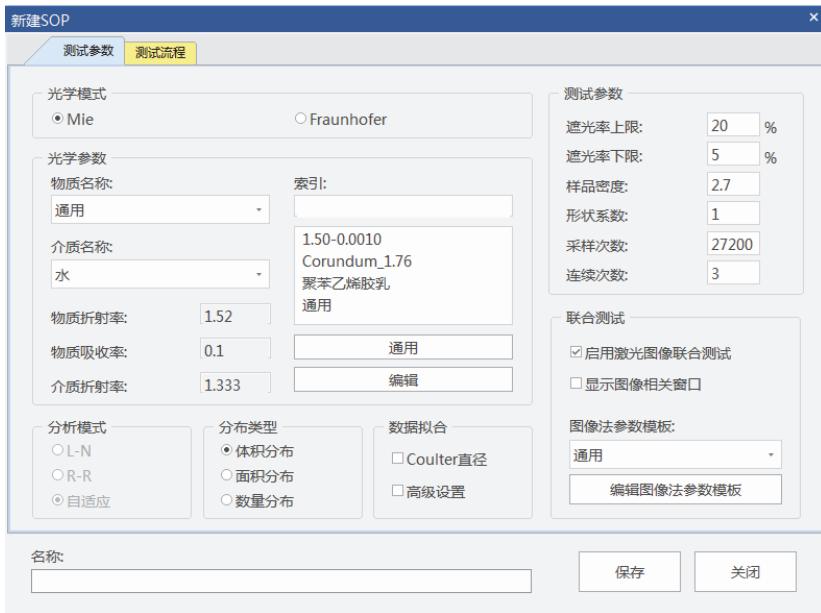 新建SOP
×
测试参数
测试流程
光学模式
Mie
Fraunhofer
光学参数
物质名称:
通用
索引:
介质名称:
水
1.50-0.0010
Corundum_1.76
聚苯乙烯胶乳
通用
物质折射率:
1.52
物质吸收率:
0.1
介质折射率:
1.333
通用
编辑
分析模式
L-N
R-R
自适应
分布类型
体积分布
面积分布
数量分布
数据拟合
Coulter直径
高级设置
测试参数
遮光率上限:
20 %
遮光率下限:
5 %
样品密度:
2.7
形状系数:
1
采样次数:
27200
连续次数:
3
联合测试
启用激光图像联合测试
显示图像相关窗口
图像法参数模板:
通用
编辑图像法参数模板
名称:
保存
关闭